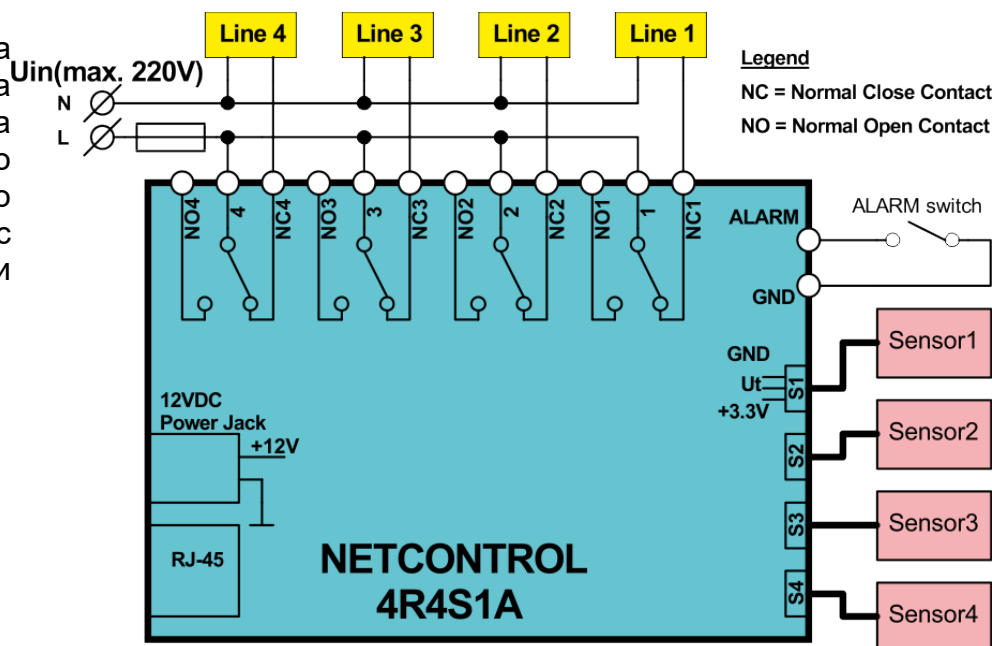 а
а
а
о
о
с
и
Line 4
Line 3
Line 2
Line 1
Uin(max. 220V)
N
L
Legend
NC = Normal Close Contact
NO = Normal Open Contact
NO4
4
NC4
NO3
3
NC3
NO2
2
NC2
NO1
1
NC1
ALARM
ALARM switch
GND
Sensor1
GND
Ut
+3.3V
S1
12VDC
Power Jack
+12V
S2
Sensor2
S3
Sensor3
RJ-45
NETCONTROL
4R4S1A
S4
Sensor4